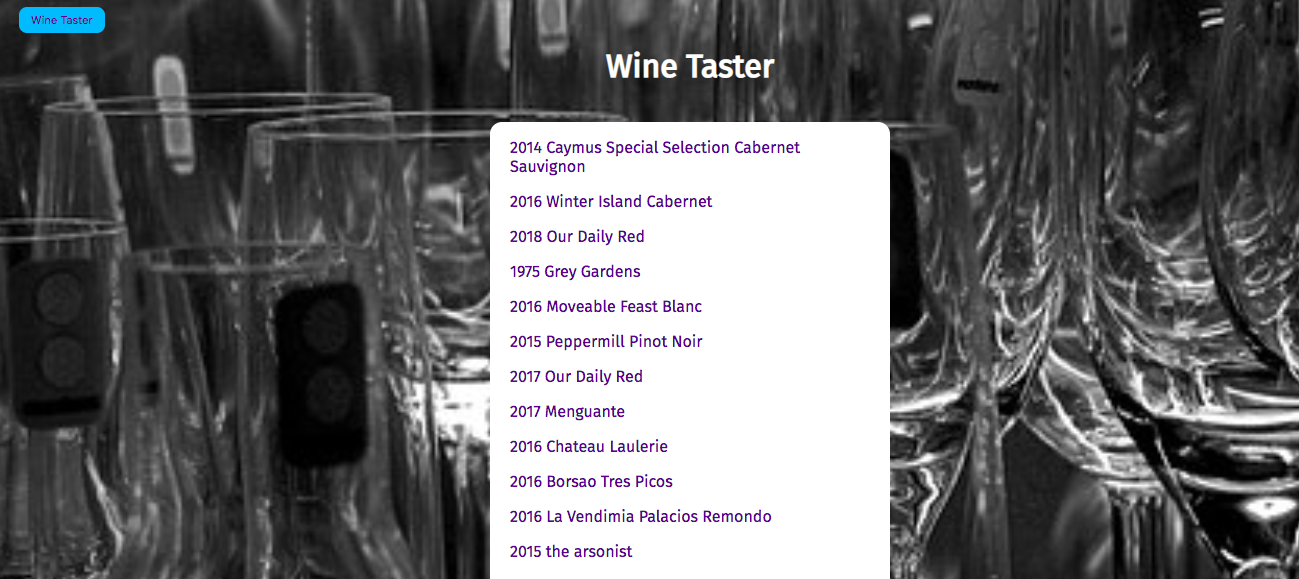 Wine Taster
Wine Taster
2014 Caymus Special Selection Cabernet
Sauvignon
2016 Winter Island Cabernet
2018 Our Daily Red
1975 Grey Gardens
2016 Moveable Feast Blanc
2015 Peppermill Pinot Noir
2017 Our Daily Red
2017 Menguante
2016 Chateau Laulerie
2016 Borsao Tres Picos
2016 La Vendimia Palacios Remondo
2015 the arsonist